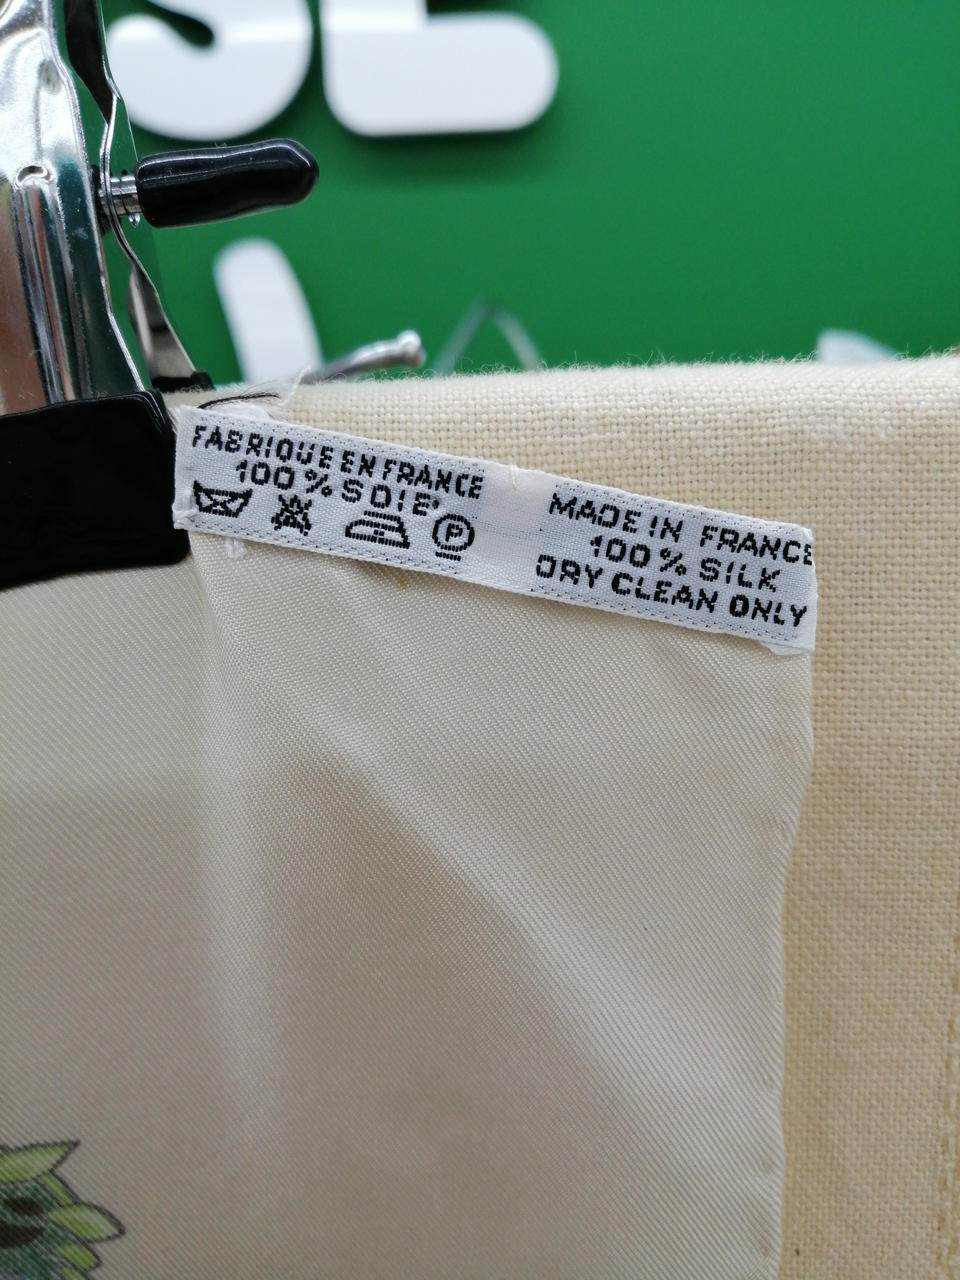 FABRIQUE EN FRANCE
100% SOIE
P
MADE IN FRANCE
100% SILK
DRY CLEAN ONLY